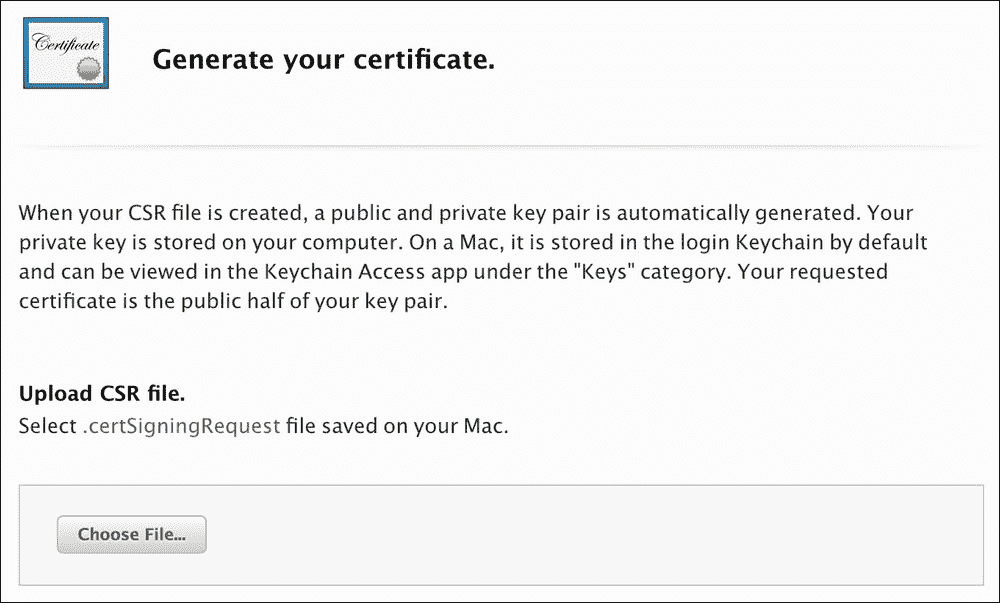 Certificate
Generate your certificate.
When your CSR file is created, a public and private key pair is automatically generated. Your
private key is stored on your computer. On a Mac, it is stored in the login Keychain by default
and can be viewed in the Keychain Access app under the "Keys" category. Your requested
certificate is the public half of your key pair.
Upload CSR file.
Select .certSigningRequest file saved on your Mac.
Choose File...